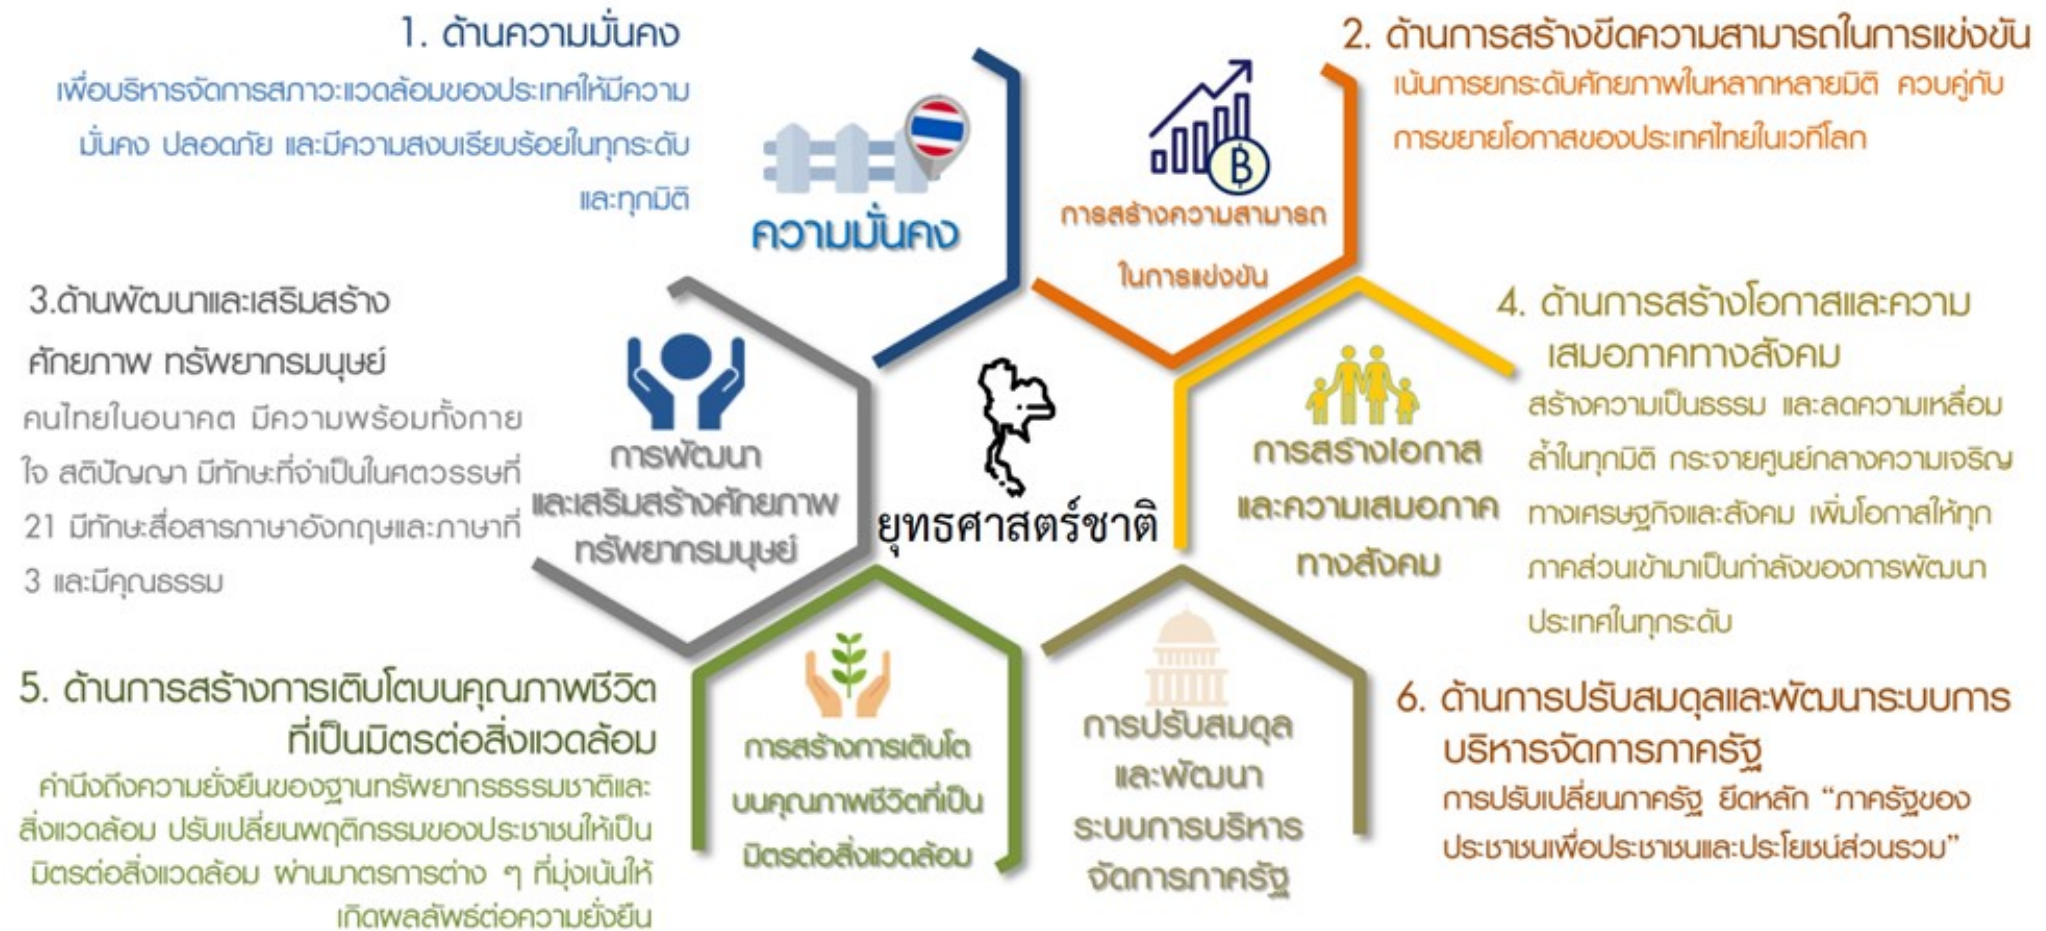 1. ด้านความมั่นคง
เพื่อบริหารจัดการสภาวะแวดล้อมของประเทศให้มีความ
มั่นคง ปลอดภัย และมีความสงบเรียบร้อยในทุกระดับ
และทุกมิติ
ความมั่นคง
การสร้างความสามารถ
ในการแข่งขัน
2. ด้านการสร้างขีดความสามารถในการแข่งขัน
เน้นการยกระดับศักยภาพในหลากหลายมิติ ควบคู่กับ
การขยายโอกาสของประเทศไทยในเวทีโลก
3.ด้านพัฒนาและเสริมสร้าง
ศักยภาพ ทรัพยากรมนุษย์
คนไทยในอนาคต มีความพร้อมทั้งกาย
ใจ สติปัญญา มีทักษะที่จำเป็นในศตวรรษที่
21 มีทักษะสื่อสารภาษาอังกฤษและภาษาที่
3 และมีคุณธรรม
การพัฒนา
และเสริมสร้างศักยภาพ
ทรัพยากรมนุษย์
ยุทธศาสตร์ชาติ
การสร้างโอกาส
และความเสมอภาค
ทางสังคม
4. ด้านการสร้างโอกาสและความ
เสมอภาคทางสังคม
สร้างความเป็นธรรม และลดความเหลื่อม
ล้ำในทุกมิติ กระจายศูนย์กลางความเจริญ
ทางเศรษฐกิจและสังคม เพิ่มโอกาสให้ทุก
ภาคส่วนเข้ามาเป็นกำลังของการพัฒนา
ประเทศในทุกระดับ
5. ด้านการสร้างการเติบโตบนคุณภาพชีวิต
ที่เป็นมิตรต่อสิ่งแวดล้อม
คำนึงถึงความยั่งยืนของฐานทรัพยากรธรรมชาติและ
สิ่งแวดล้อม ปรับเปลี่ยนพฤติกรรมของประชาชนให้เป็น
มิตรต่อสิ่งแวดล้อม ผ่านมาตรการต่าง ๆ ที่มุ่งเน้นให้
เกิดผลลัพธ์ต่อความยั่งยืน
การสร้างการเติบโต
บนคุณภาพชีวิตที่เป็น
มิตรต่อสิ่งแวดล้อม
การปรับสมดุล
และพัฒนา
ระบบการบริหาร
จัดการภาครัฐ
6. ด้านการปรับสมดุลและพัฒนาระบบการ
บริหารจัดการภาครัฐ
การปรับเปลี่ยนภาครัฐ ยึดหลัก “ภาครัฐของ
ประชาชนเพื่อประชาชนและประโยชน์ส่วนรวม”